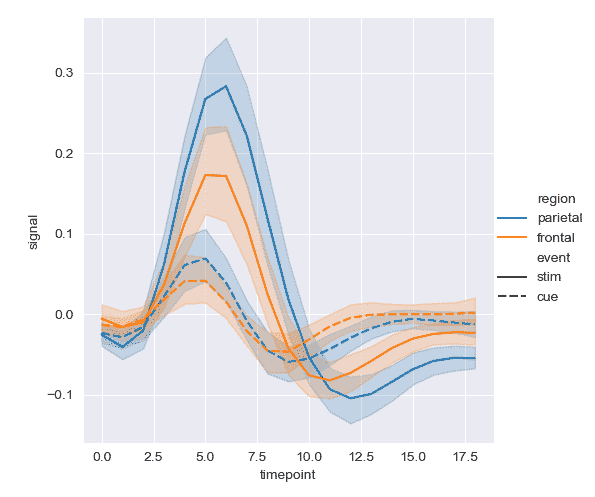 0.3
0.2
0.1
0.0
−0.1
signal
0.0 2.5 5.0 7.5 10.0 12.5 15.0 17.5
timepoint
region
parietal
frontal
event
stim
cue